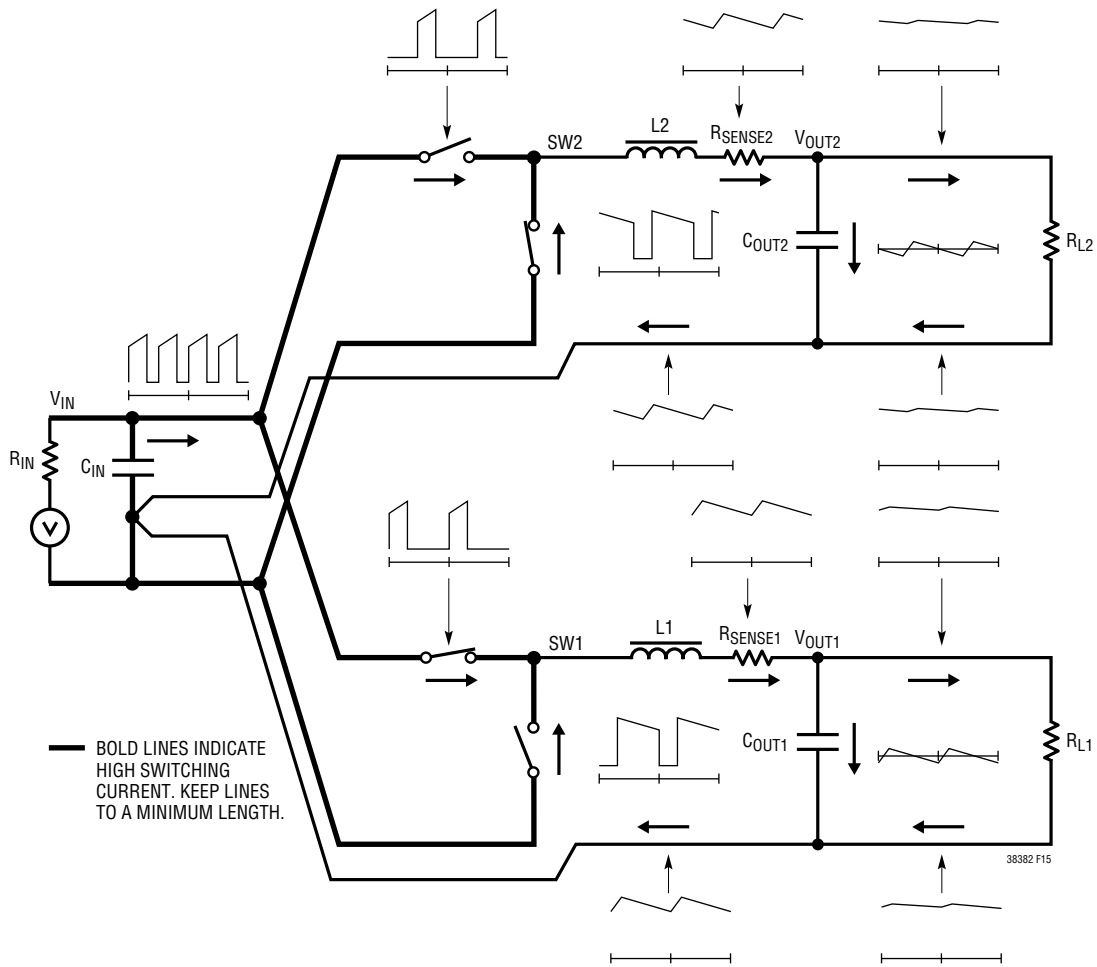 L2
RSENSE2
SW2
VOUT2
COUT2
RL2
VIN
RIN
CIN
V
L1
RSENSE1
SW1
VOUT1
COUT1
RL1
BOLD LINES INDICATE
HIGH SWITCHING
CURRENT. KEEP LINES
TO A MINIMUM LENGTH.
38382 F15